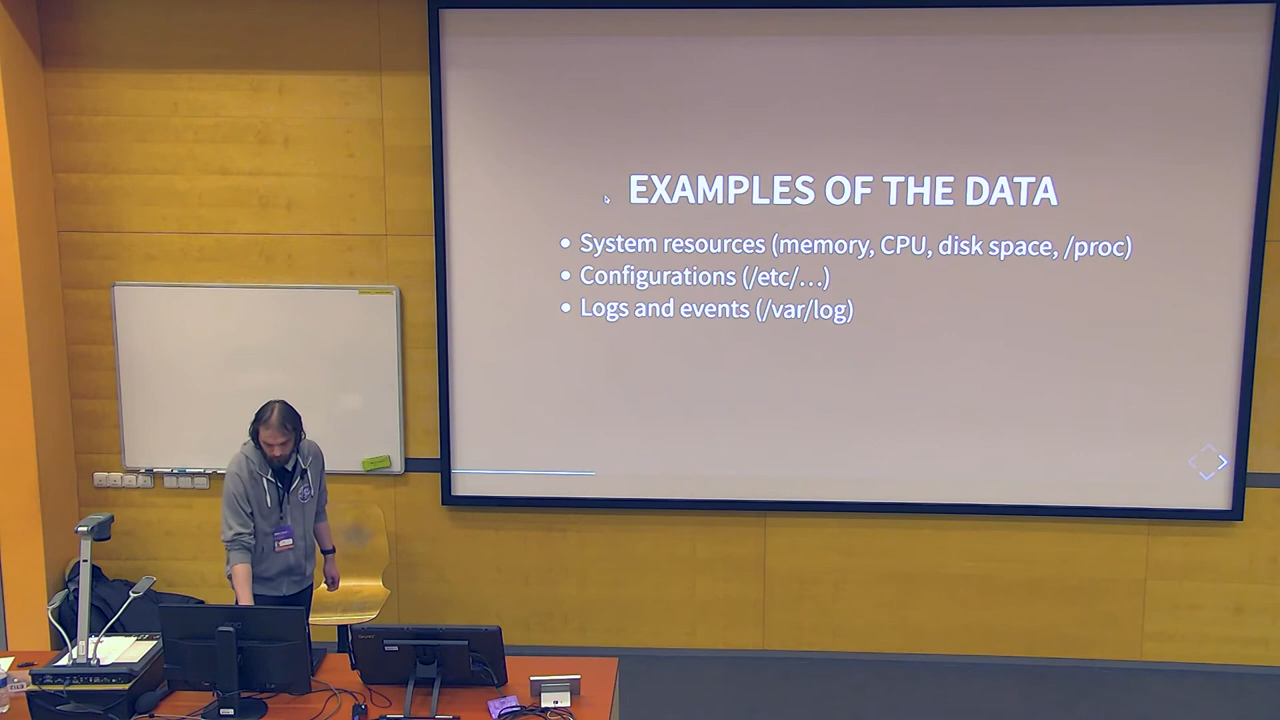 EXAMPLES OF THE DATA
• System resources (memory, CPU, disk space, /proc)
• Configurations (/etc/…)
• Logs and events (/var/log)